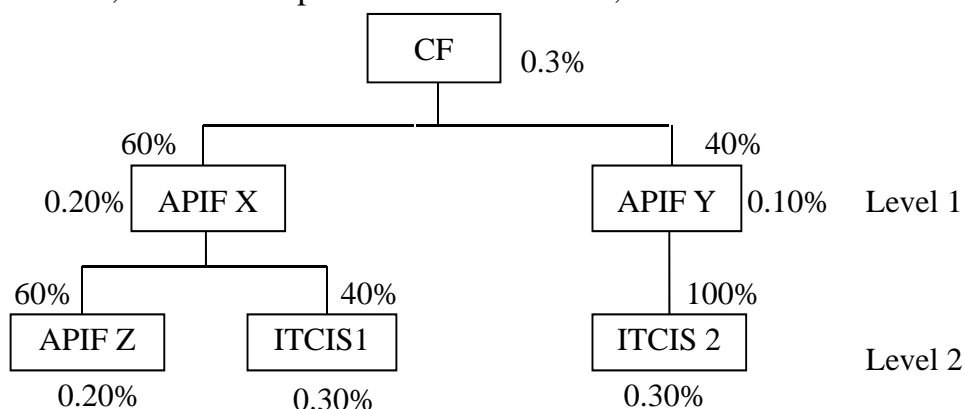 CF
0.3%
60% 40%
0.20% APIF X APIF Y 0.10% Level 1
60% 40% 100%
APIF Z ITCIS1 ITCIS 2
Level 2
0.20% 0.30% 0.30%